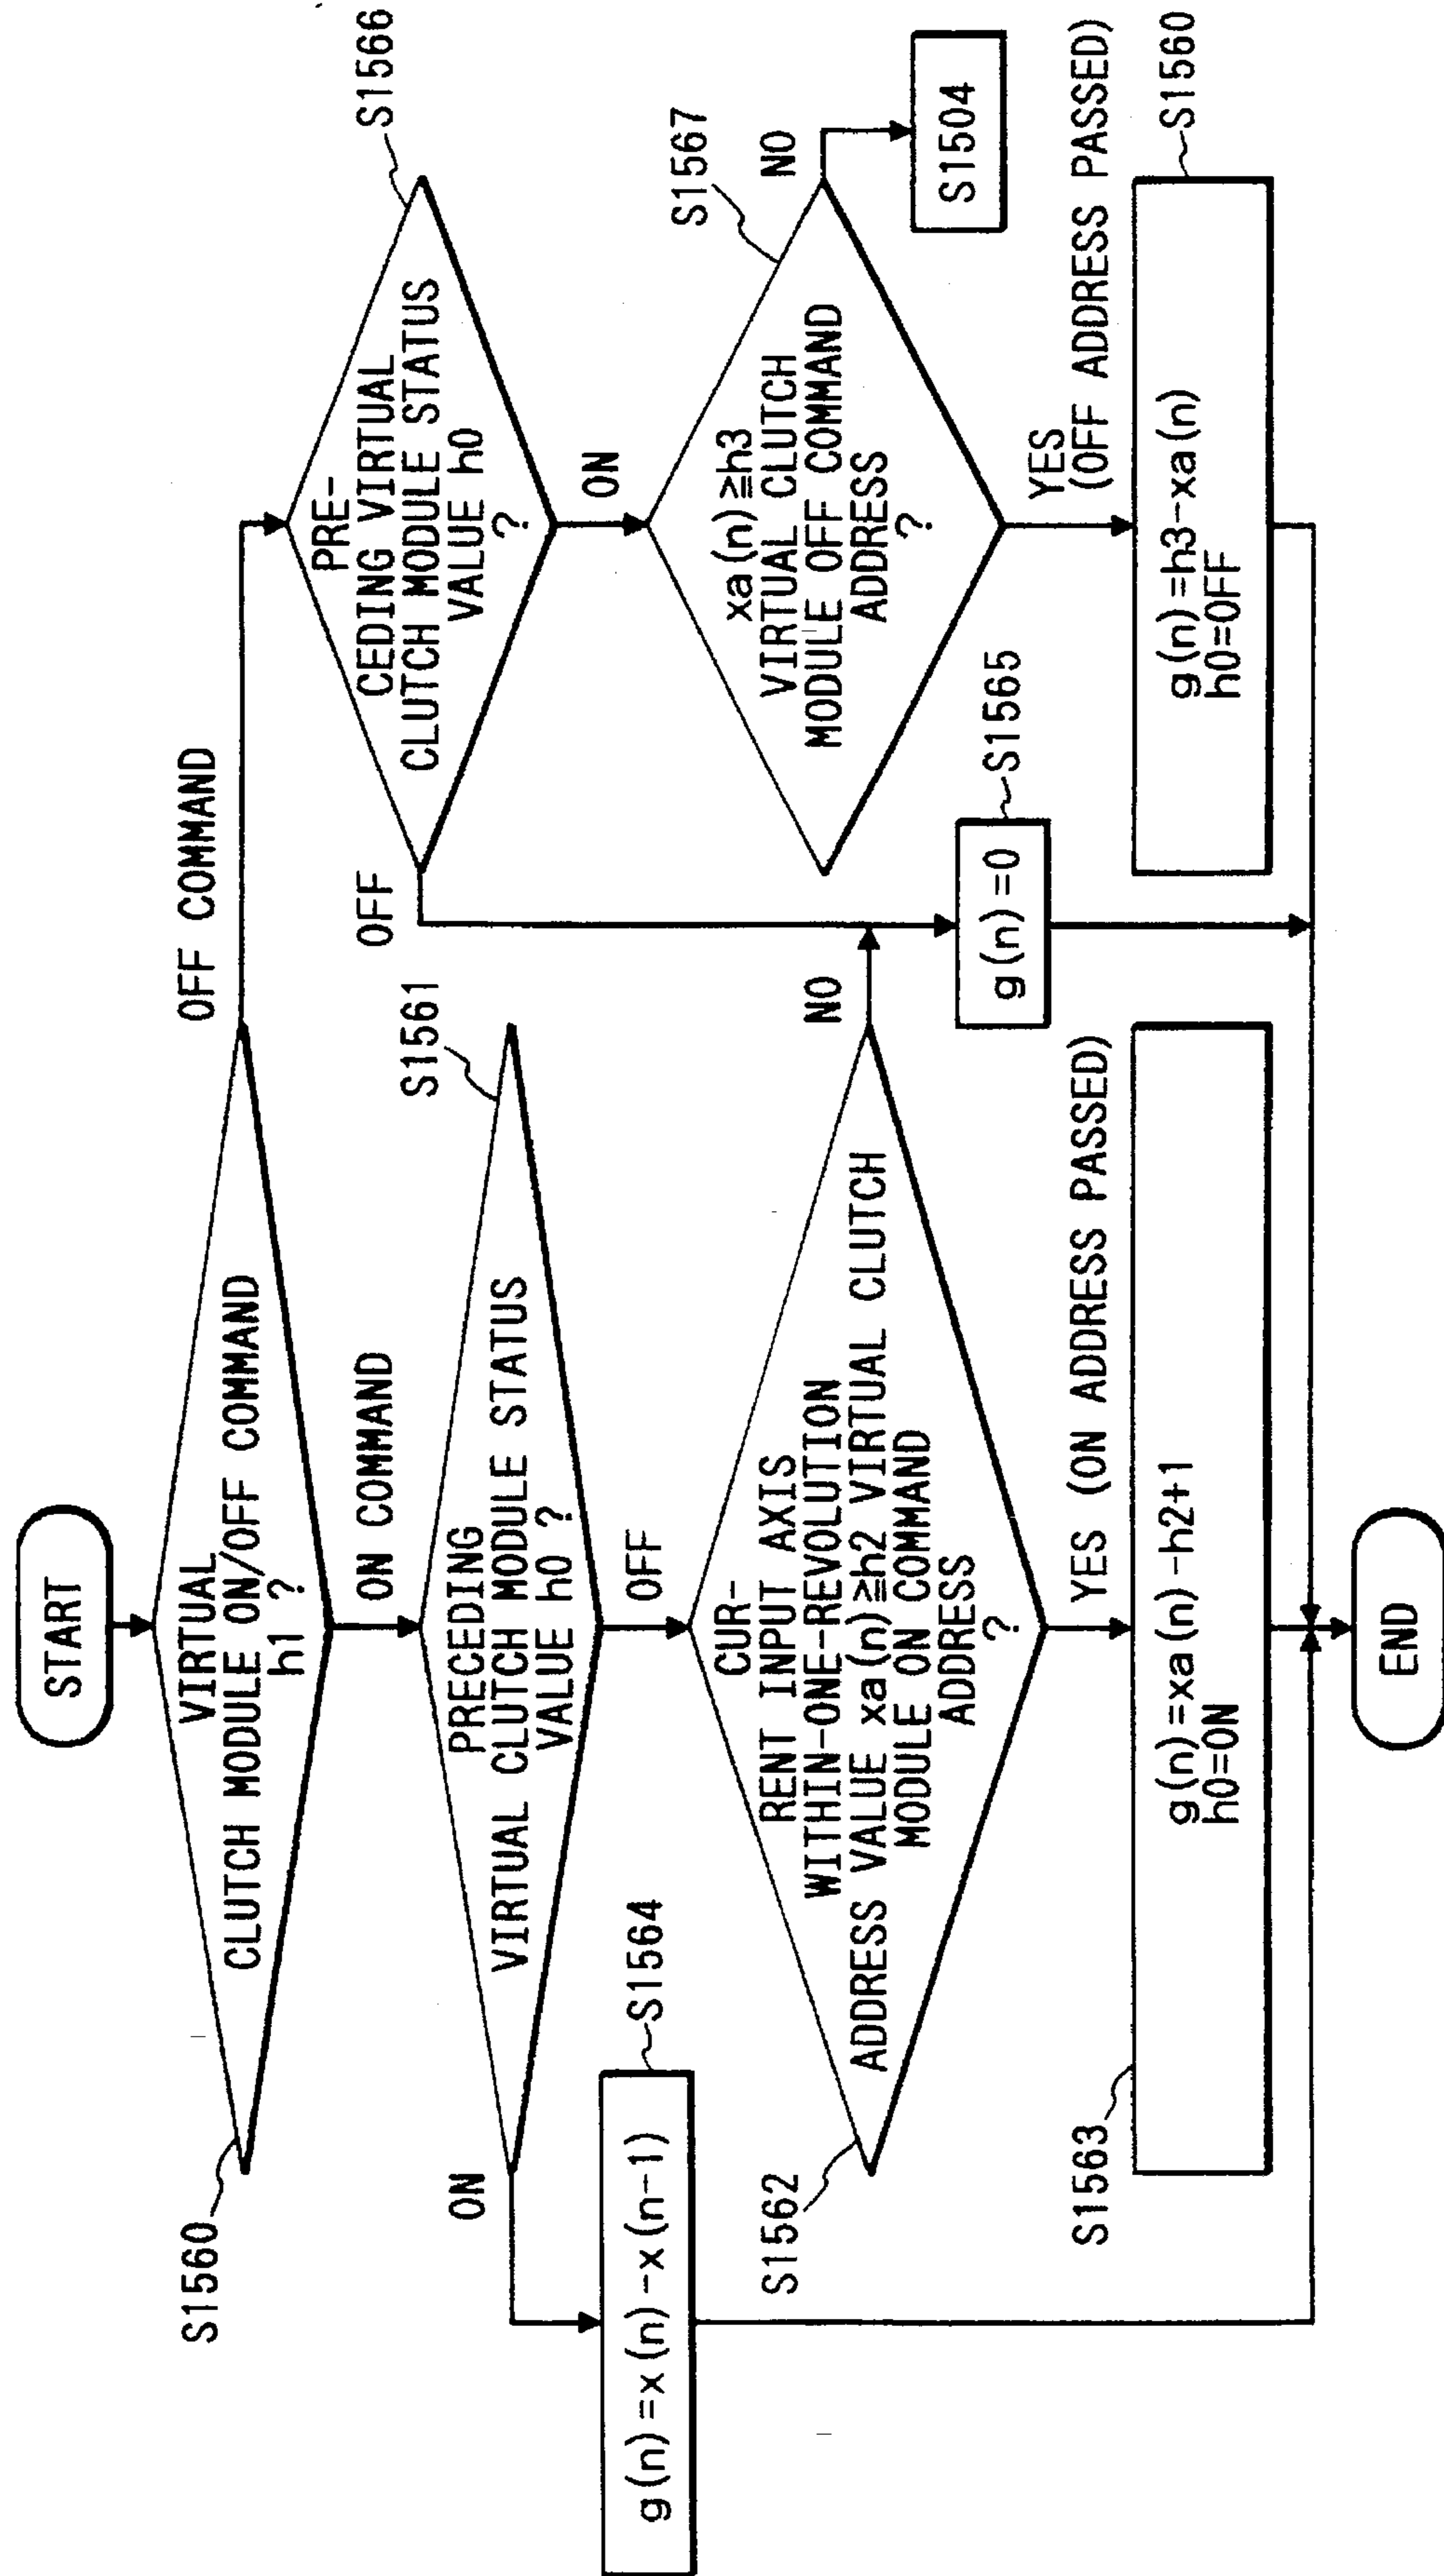 START
VIRTUAL
CLUTCH MODULE ON/OFF COMMAND
h1 ?
S1560
OFF COMMAND
ON COMMAND
PRECEDING
VIRTUAL CLUTCH MODULE STATUS
VALUE h0 ?
S1561
ON
OFF
g(n)=x(n)-x(n-1)
S1564
CUR-
RENT INPUT AXIS
WITHIN-ONE-REVOLUTION
ADDRESS VALUE xa(n)≧h2 VIRTUAL CLUTCH
MODULE ON COMMAND
ADDRESS
?
S1562
NO
YES (ON ADDRESS PASSED)
S1563
g(n)=xa(n)-h2+1
h0=ON
PRE-
CEDING VIRTUAL
CLUTCH MODULE STATUS
VALUE h0
?
S1566
OFF
ON
xa(n)≧h3
VIRTUAL CLUTCH
MODULE OFF COMMAND
ADDRESS
?
S1567
NO
S1504
g(n)=0
S1565
YES
(OFF ADDRESS PASSED)
g(n)=h3-xa(n)
h0=OFF
S1560
END